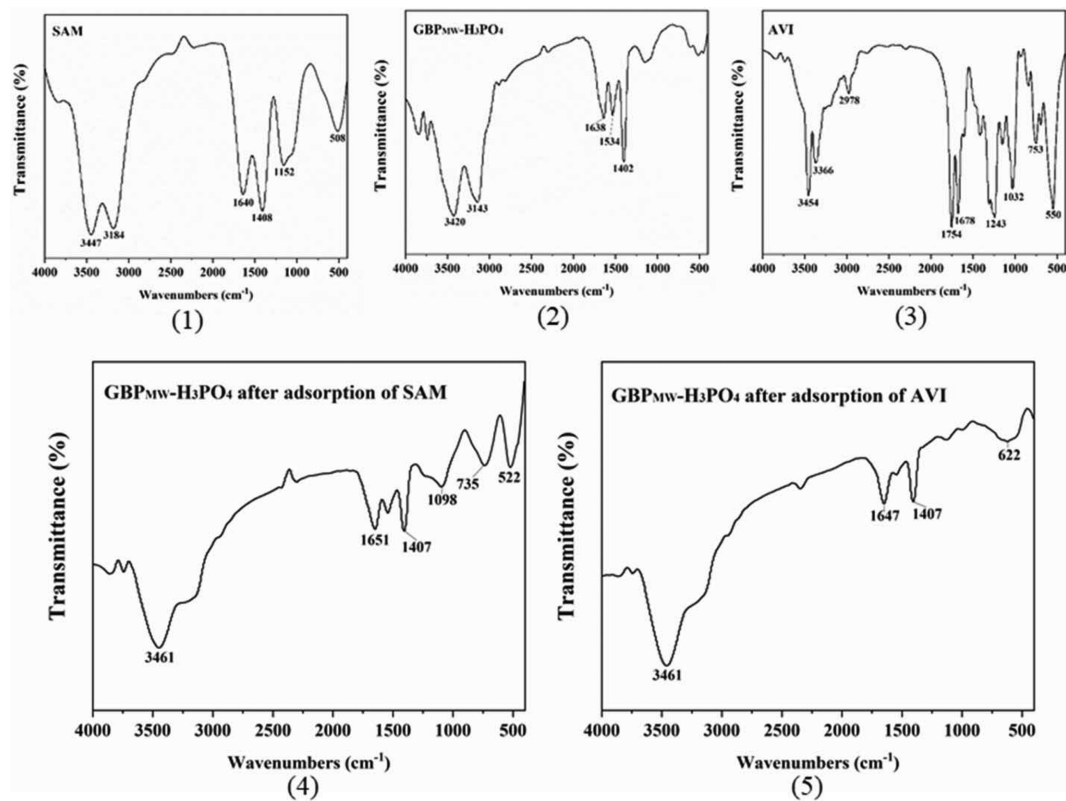 SAM
Transmittance (%)
3447
3184
1640
1408
1152
508
4000 3500 3000 2500 2000 1500 1000 500
Wavenumbers (cm⁻¹)
(1)
GBPMW-H₃PO₄
Transmittance (%)
3420
3143
1638
1534
1402
4000 3500 3000 2500 2000 1500 1000 500
Wavenumbers (cm⁻¹)
(2)
AVI
Transmittance (%)
3454
3366
2978
1754
1678
1243
1032
753
550
4000 3500 3000 2500 2000 1500 1000 500
Wavenumbers (cm⁻¹)
(3)
GBPMW-H₃PO₄ after adsorption of SAM
Transmittance (%)
3461
1651
1407
1098
735
522
4000 3500 3000 2500 2000 1500 1000 500
Wavenumbers (cm⁻¹)
(4)
GBPMW-H₃PO₄ after adsorption of AVI
Transmittance (%)
3461
1647
1407
622
4000 3500 3000 2500 2000 1500 1000 500
Wavenumbers (cm⁻¹)
(5)